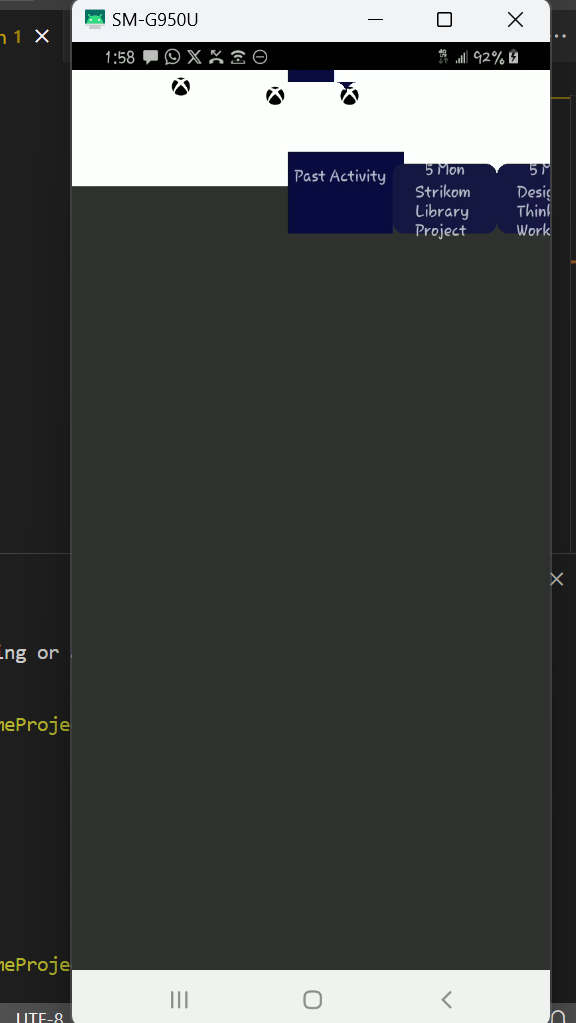 SM-G950U
n 1
1:58
92%
Past Activity
5 Mon
Strikom
Library
Project
5 M
Desig
Think
Work
ing or
meProje
meProje
UTF-8